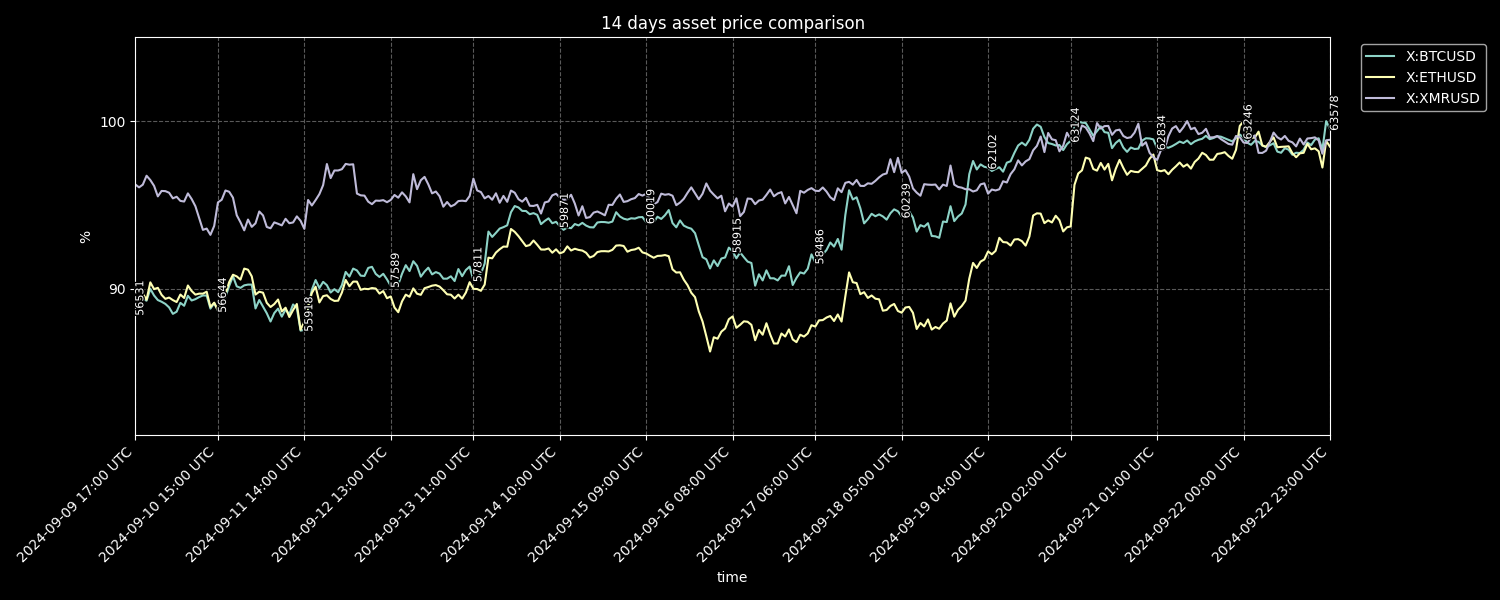 14 days asset price comparison
X:BTCUSD
X:ETHUSD
X:XMRUSD
100
90
%
56531
56644
55918
57589
57811
59871
60019
58915
58486
60239
62102
63124
62834
63246
63578
2024-09-09 17:00 UTC
2024-09-10 15:00 UTC
2024-09-11 14:00 UTC
2024-09-12 13:00 UTC
2024-09-13 11:00 UTC
2024-09-14 10:00 UTC
2024-09-15 09:00 UTC
2024-09-16 08:00 UTC
2024-09-17 06:00 UTC
2024-09-18 05:00 UTC
2024-09-19 04:00 UTC
2024-09-20 02:00 UTC
2024-09-21 01:00 UTC
2024-09-22 00:00 UTC
2024-09-22 23:00 UTC
time